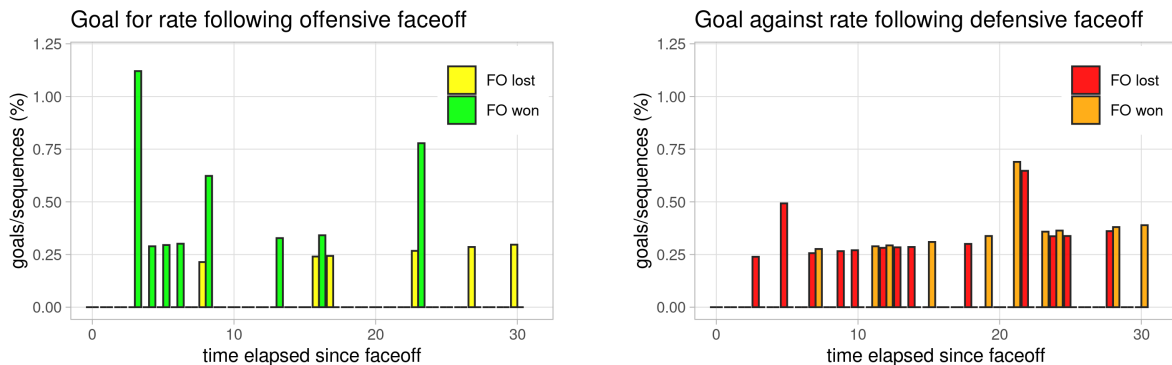 Goal for rate following offensive faceoff
goals/sequences (%)
1.25
1.00
0.75
0.50
0.25
0.00
FO lost
FO won
0 10 20 30
time elapsed since faceoff
Goal against rate following defensive faceoff
goals/sequences (%)
1.25
1.00
0.75
0.50
0.25
0.00
FO lost
FO won
0 10 20 30
time elapsed since faceoff